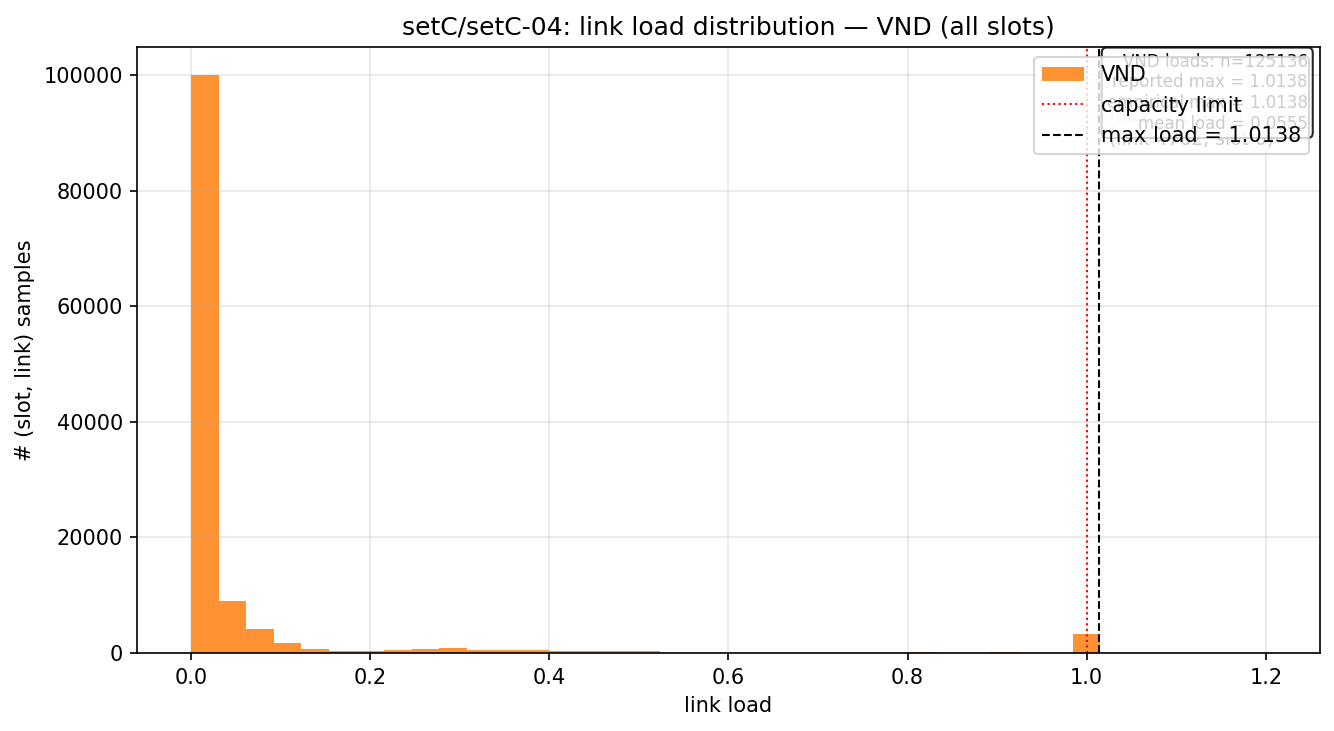 setC/setC-04: link load distribution — VND (all slots)
VND loads: n=125136
reported max = 1.0138
max = 1.0138
mean load = 0.0555
VND
capacity limit
max load = 1.0138
# (slot, link) samples
100000
80000
60000
40000
20000
0
0.0
0.2
0.4
0.6
0.8
1.0
1.2
link load